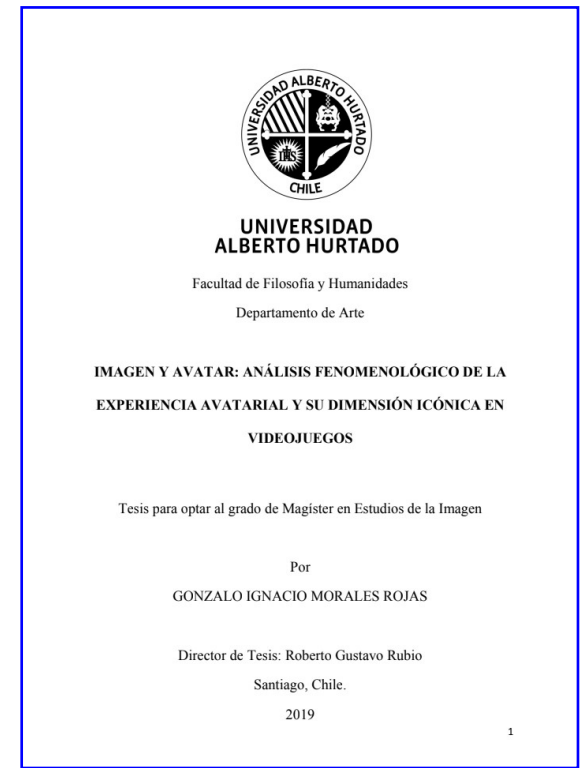 UNIVERSIDAD ALBERTO HURTADO
IHS
CHILE
UNIVERSIDAD
ALBERTO HURTADO
Facultad de Filosofía y Humanidades
Departamento de Arte
IMAGEN Y AVATAR: ANÁLISIS FENOMENOLÓGICO DE LA
EXPERIENCIA AVATARIAL Y SU DIMENSIÓN ICÓNICA EN
VIDEOJUEGOS
Tesis para optar al grado de Magíster en Estudios de la Imagen
Por
GONZALO IGNACIO MORALES ROJAS
Director de Tesis: Roberto Gustavo Rubio
Santiago, Chile.
2019
1